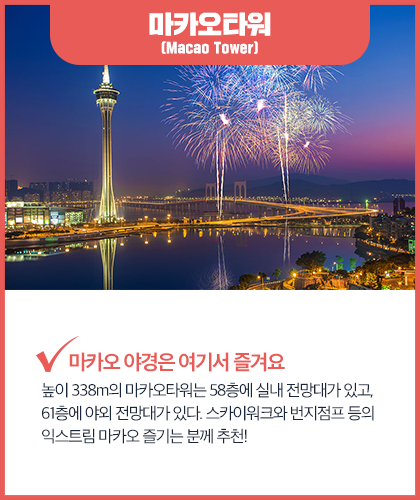 마카오타워
(Macao Tower)
마카오 야경은 여기서 즐겨요
높이 338m의 마카오타워는 58층에 실내 전망대가 있고,
61층에 야외 전망대가 있다. 스카이워크와 번지점프 등의
익스트림 마카오 즐기는 분께 추천!